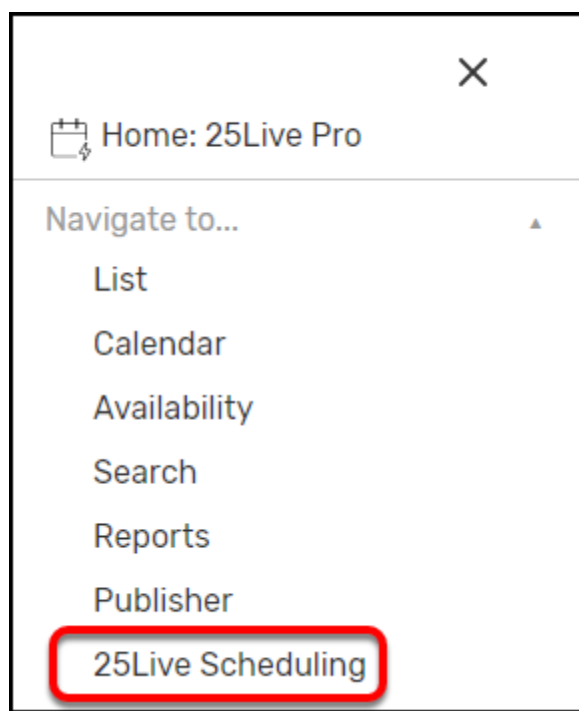 Home: 25Live Pro
Navigate to...
List
Calendar
Availability
Search
Reports
Publisher
25Live Scheduling